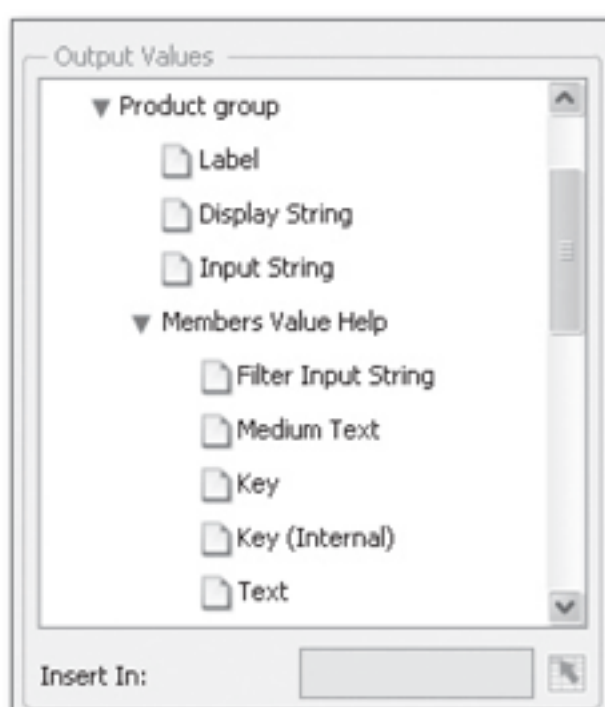 Output Values
Product group
Label
Display String
Input String
Members Value Help
Filter Input String
Medium Text
Key
Key (Internal)
Text
Insert In: